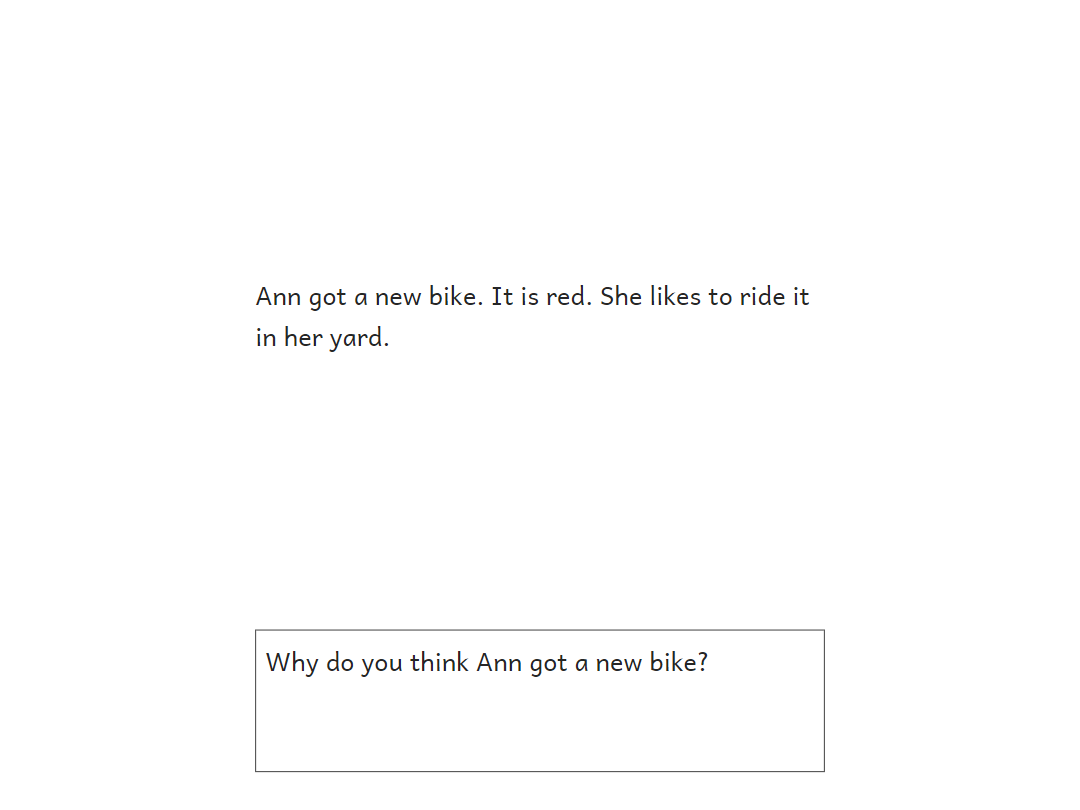 Ann got a new bike. It is red. She likes to ride it
in her yard.
Why do you think Ann got a new bike?